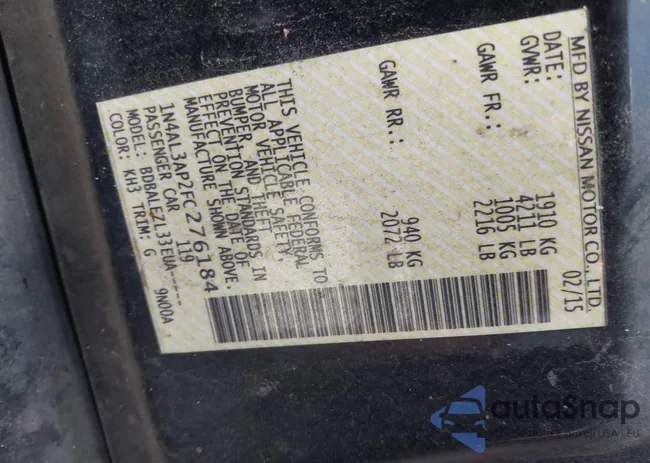 MFD BY NISSAN MOTOR CO., LTD
DATE: 02/15
GVWR: 1910 KG
4211 LB
GAWR FR.: 1005 KG
2216 LB
GAWR RR.: 940 KG
2072 LB
THIS VEHICLE CONFORMS TO
ALL APPLICABLE FEDERAL
MOTOR VEHICLE SAFETY,
BUMPER, AND THEFT
PREVENTION STANDARDS IN
EFFECT ON THE DATE OF
MANUFACTURE SHOWN ABOVE.
1N4AL3AP2FC276184
PASSENGER CAR 119
MODEL: BDBALEZL33EUA-----
COLOR: KH3 TRIM: G 9N00A
autoSnap